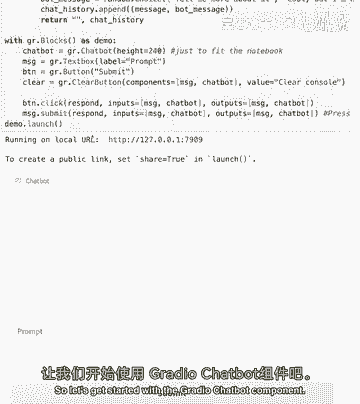 chat_history.append((message, bot_message))
return "", chat_history
with gr.Blocks() as demo:
chatbot = gr.Chatbot(height=240) #just to fit the notebook
msg = gr.Textbox(label="Prompt")
btn = gr.Button("Submit")
clear = gr.ClearButton(components=[msg, chatbot], value="Clear console")
btn.click(respond, inputs=[msg, chatbot], outputs=[msg, chatbot])
msg.submit(respond, inputs=[msg, chatbot], outputs=[msg, chatbot]) #Press
demo.launch()
Running on local URL: http://127.0.0.1:7909
To create a public link, set `share=True` in `launch()`.
Chatbot
Prompt
让我们开始使用 Gradio Chatbot组件吧。
So let's get started with the Gradio Chatbot component.